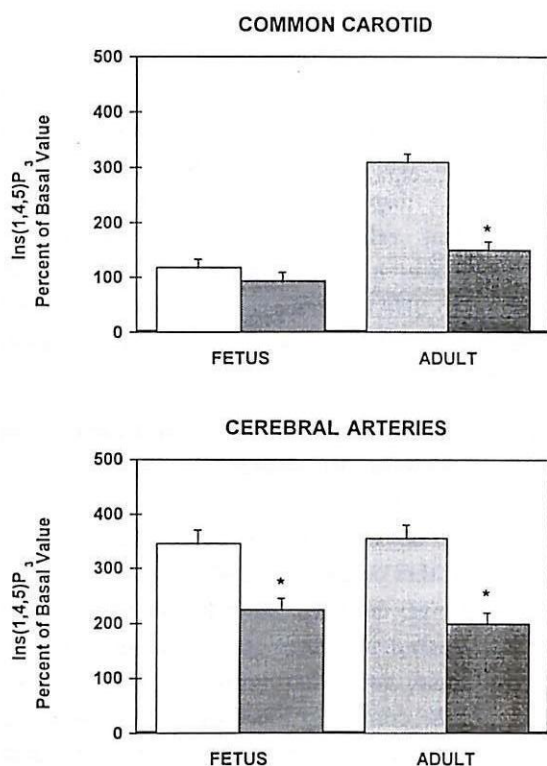 COMMON CAROTID
Ins(1,4,5)P3
Percent of Basal Value
500
400
300
200
100
0
*
FETUS ADULT
CEREBRAL ARTERIES
Ins(1,4,5)P3
Percent of Basal Value
500
400
300
200
100
0
*
*
FETUS ADULT